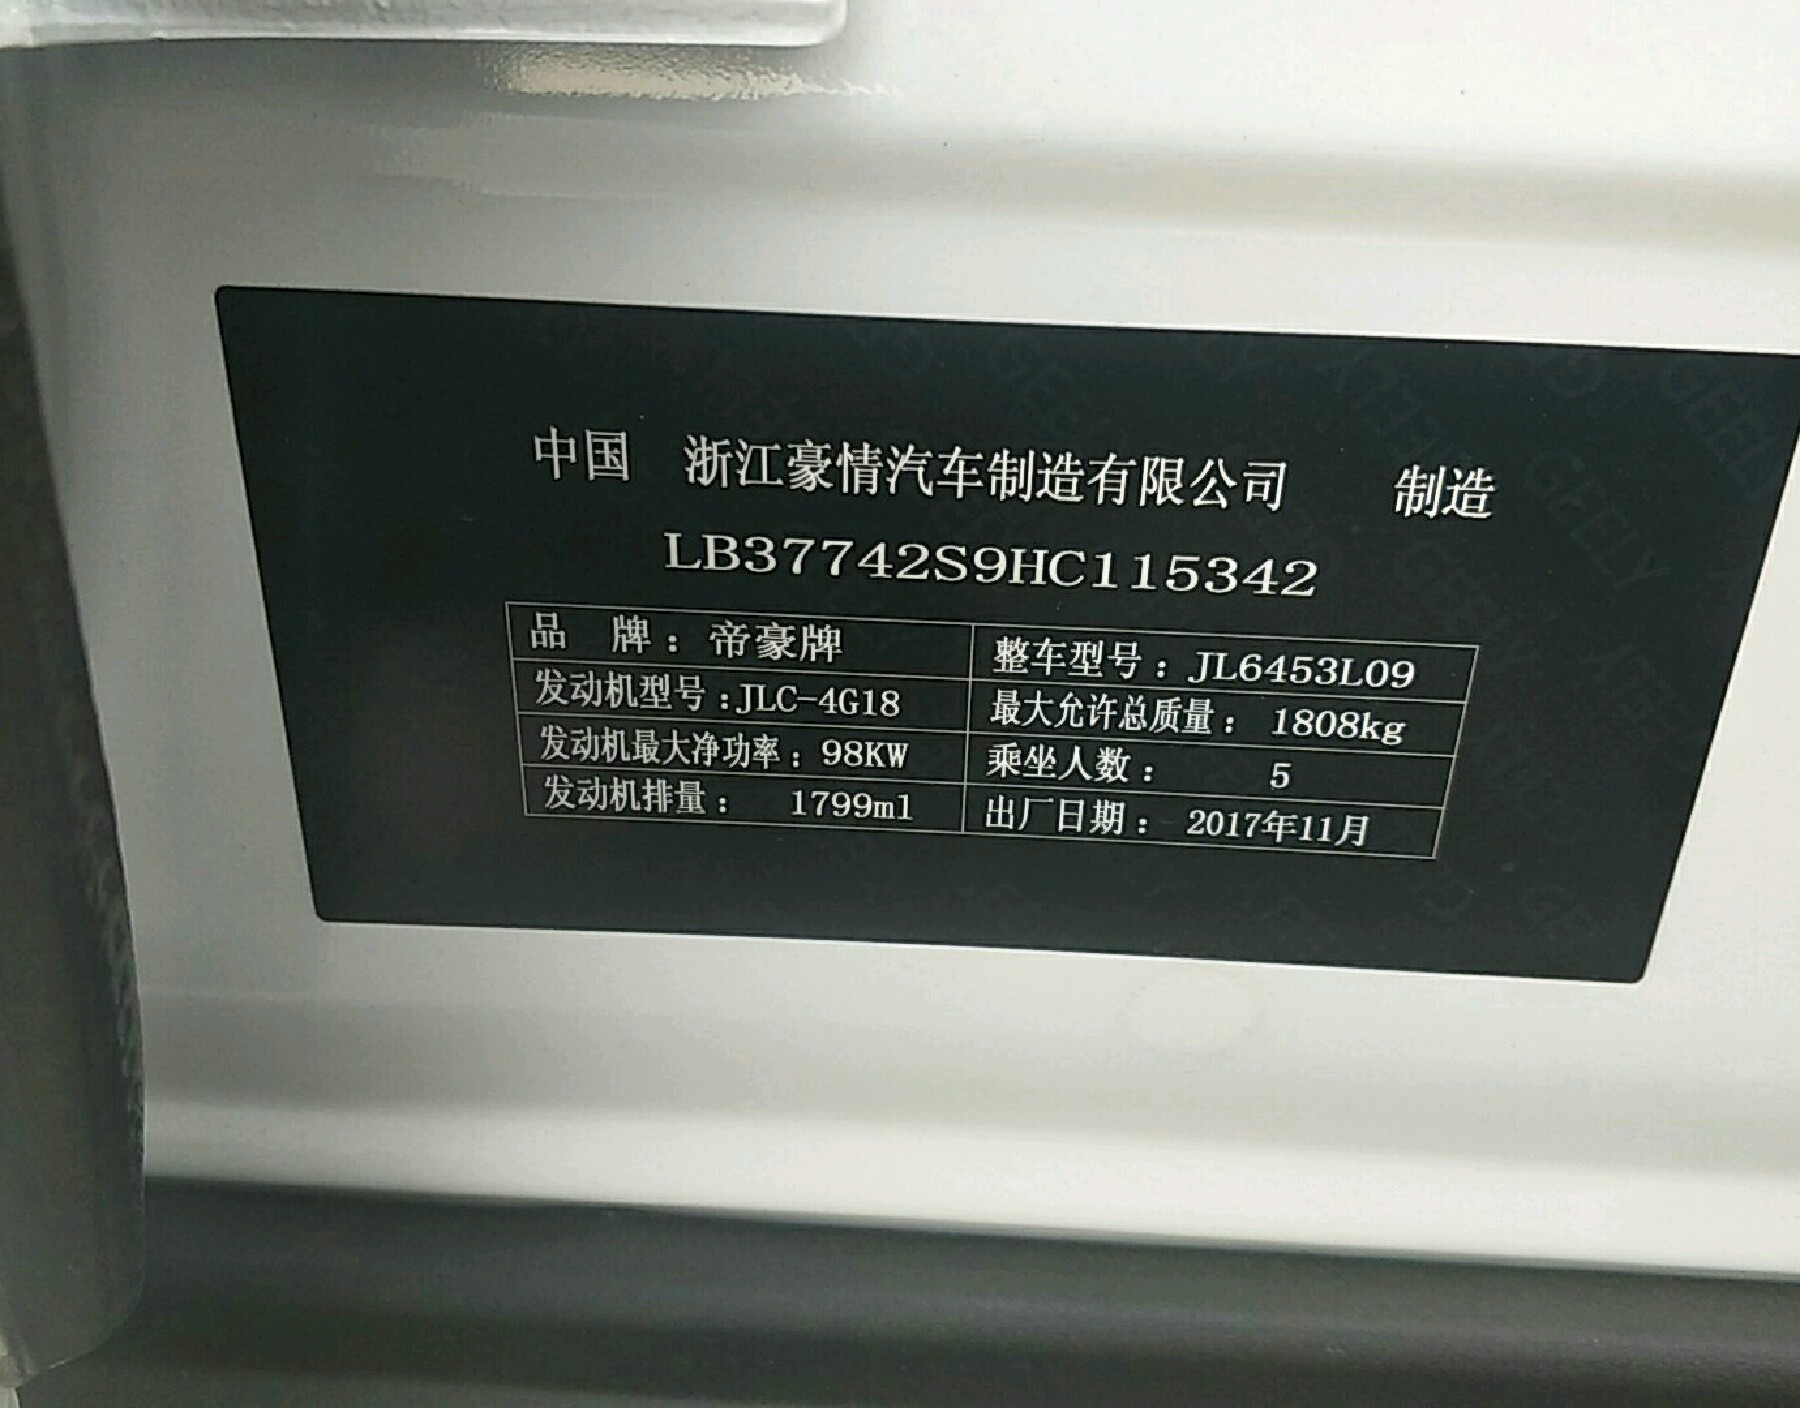 中国 浙江豪情汽车制造有限公司 制造
LB37742S9HC115342
品 牌：帝豪牌 整车型号：JL6453L09
发动机型号：JLC-4G18 最大允许总质量：1808kg
发动机最大净功率：98KW 乘坐人数：5
发动机排量：1799ml 出厂日期：2017年11月
GEELY